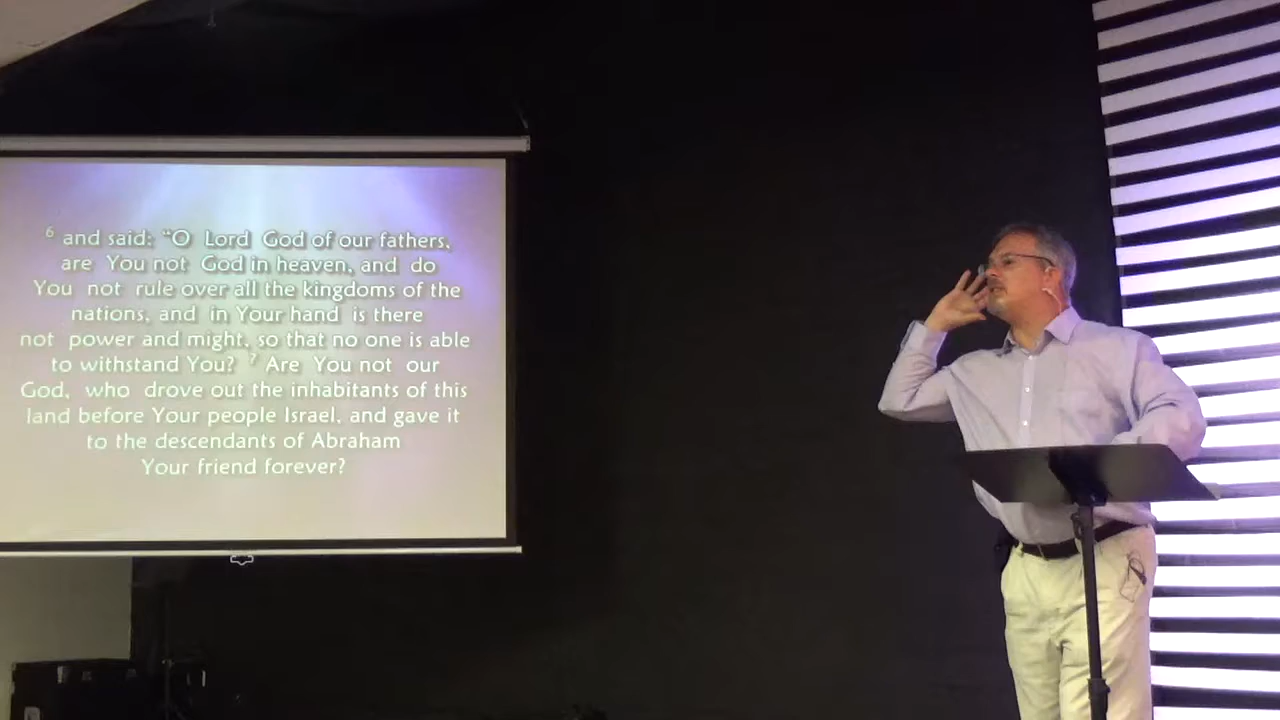 6 and said: “O Lord God of our fathers,
are You not God in heaven, and do
You not rule over all the kingdoms of the
nations, and in Your hand is there
not power and might, so that no one is able
to withstand You? 7 Are You not our
God, who drove out the inhabitants of this
land before Your people Israel, and gave it
to the descendants of Abraham
Your friend forever?